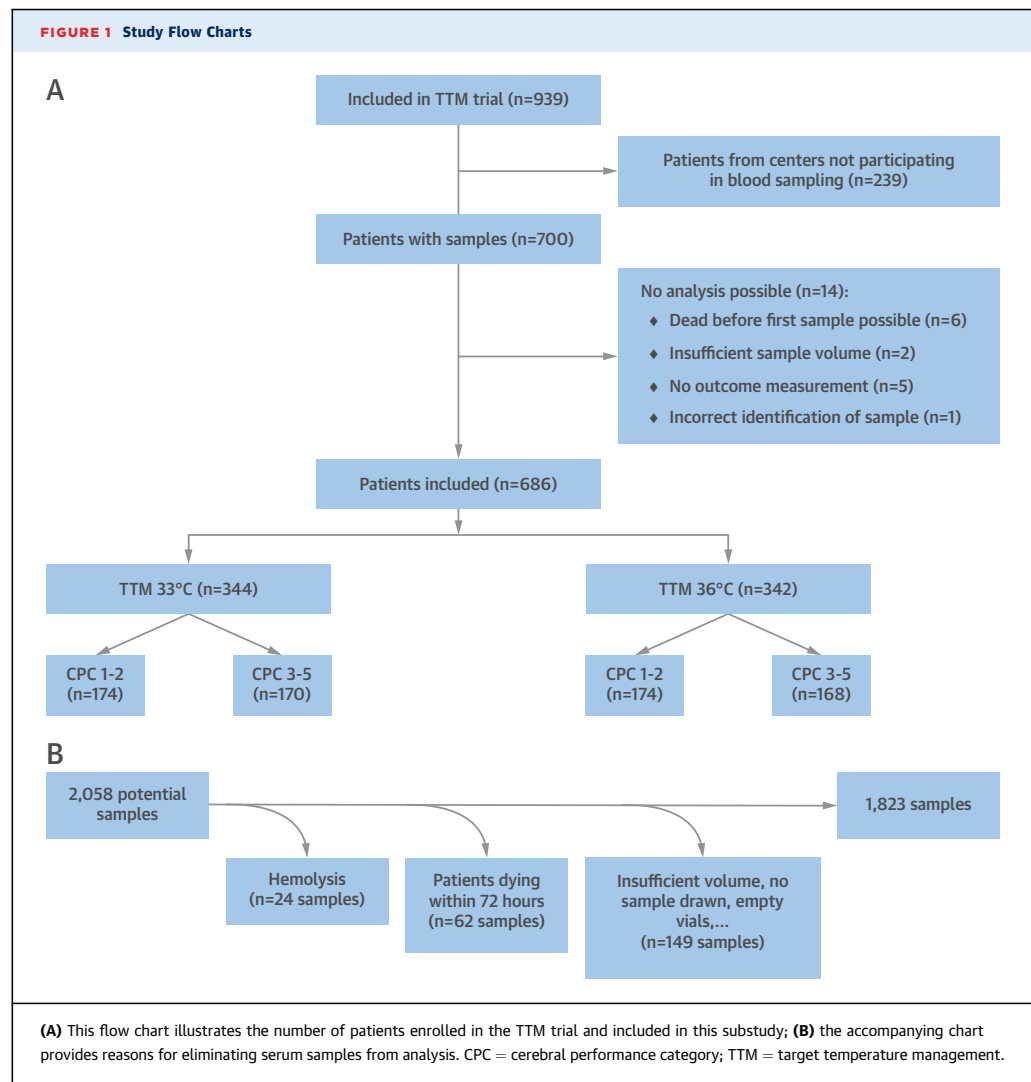 FIGURE 1 Study Flow Charts
A
Included in TTM trial (n=939)
Patients from centers not participating
in blood sampling (n=239)
Patients with samples (n=700)
No analysis possible (n=14):
♦ Dead before first sample possible (n=6)
♦ Insufficient sample volume (n=2)
♦ No outcome measurement (n=5)
♦ Incorrect identification of sample (n=1)
Patients included (n=686)
TTM 33°C (n=344)
TTM 36°C (n=342)
CPC 1-2
(n=174)
CPC 3-5
(n=170)
CPC 1-2
(n=174)
CPC 3-5
(n=168)
B
2,058 potential
samples
1,823 samples
Hemolysis
(n=24 samples)
Patients dying
within 72 hours
(n=62 samples)
Insufficient volume, no
sample drawn, empty
vials,...
(n=149 samples)
(A) This flow chart illustrates the number of patients enrolled in the TTM trial and included in this substudy; (B) the accompanying chart
provides reasons for eliminating serum samples from analysis. CPC = cerebral performance category; TTM = target temperature management.